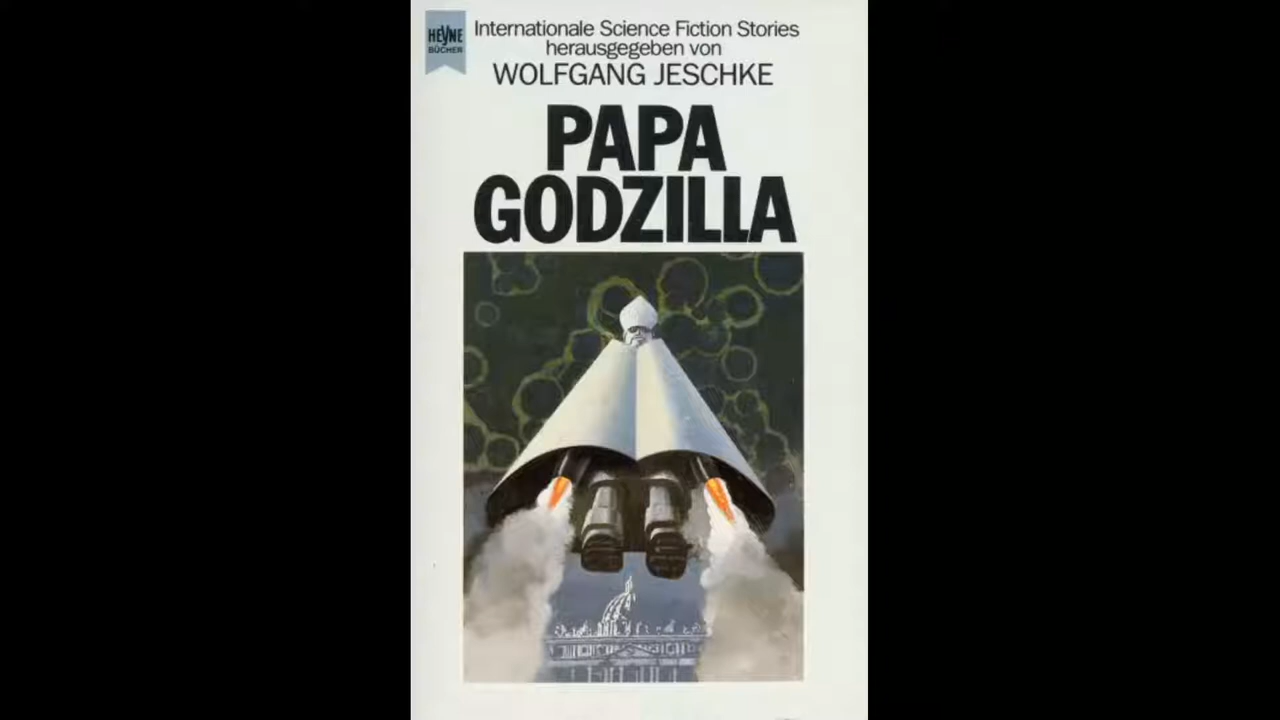 HEYNE
BÜCHER
Internationale Science Fiction Stories
herausgegeben von
WOLFGANG JESCHKE
PAPA
GODZILLA